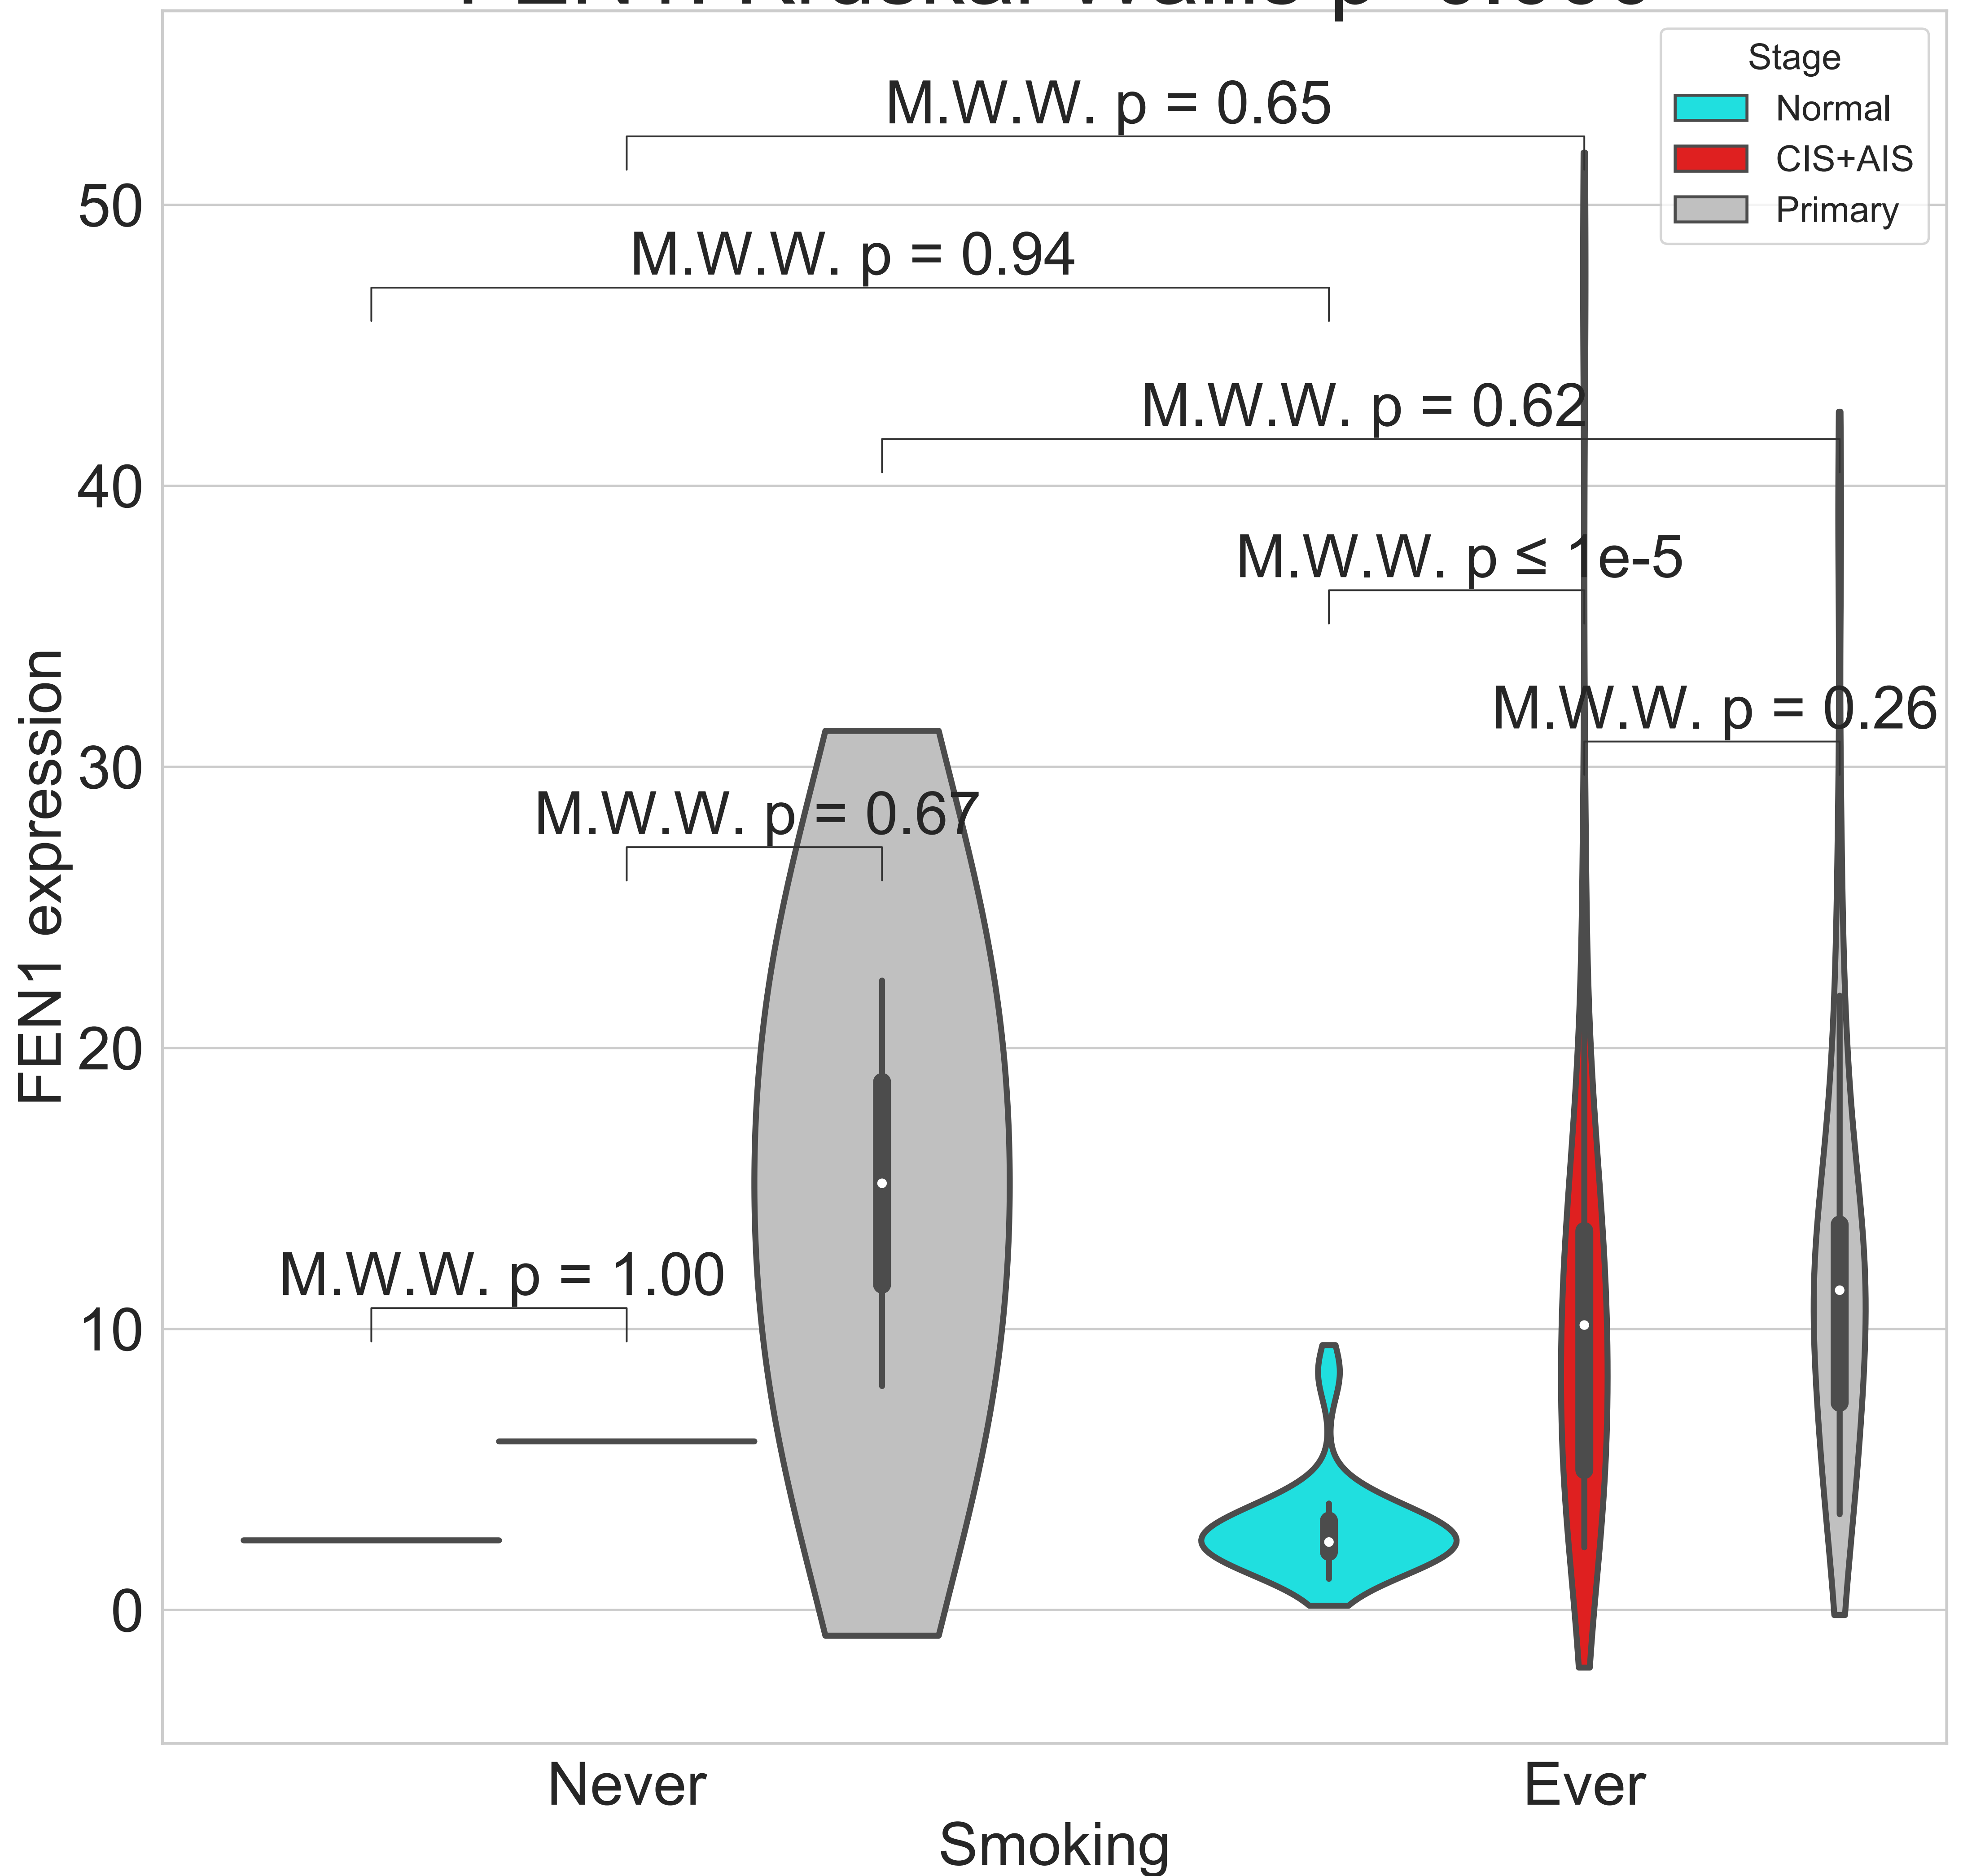 Stage
Normal
CIS+AIS
Primary
M.W.W. p = 0.65
M.W.W. p = 0.94
M.W.W. p = 0.62
M.W.W. p ≤ 1e-5
M.W.W. p = 0.26
M.W.W. p = 0.67
M.W.W. p = 1.00
50
40
30
20
10
0
FEN1 expression
Never
Ever
Smoking